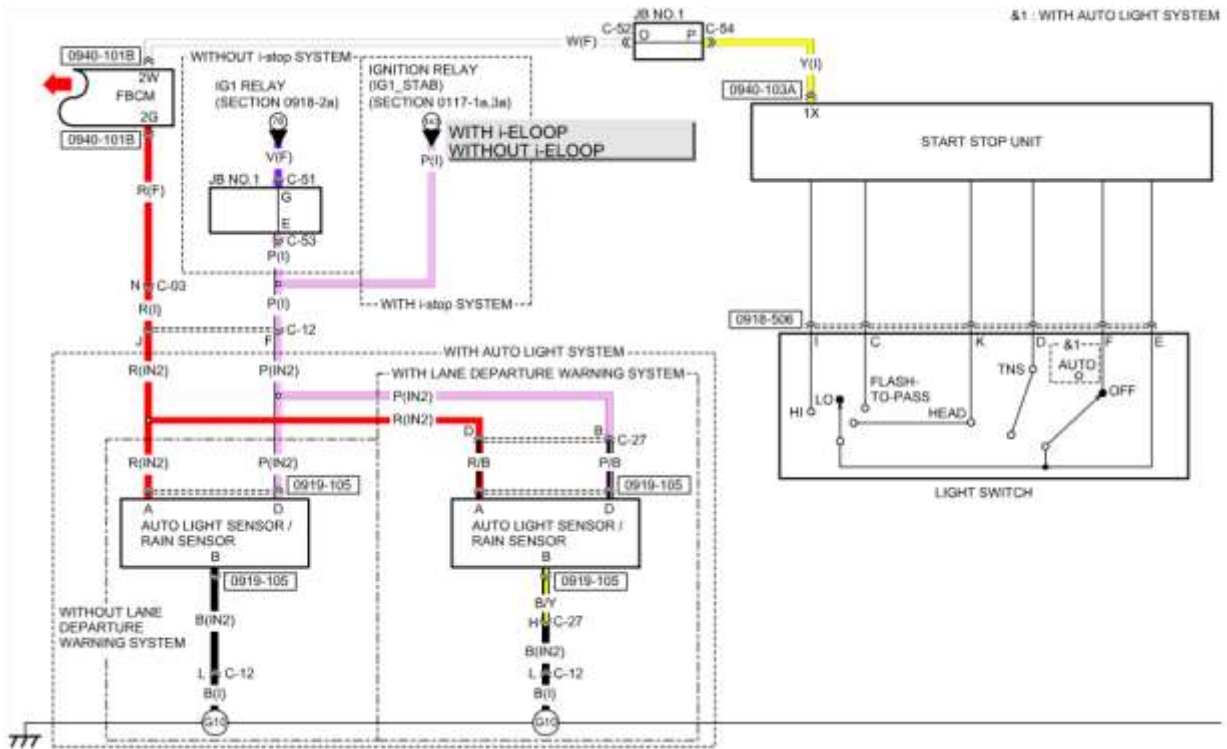 &1 : WITH AUTO LIGHT SYSTEM
JB NO.1
C-52 O P C-54
W(F)
Y(I)
0940-101B
2W
FBCM
2G
0940-101B
WITHOUT i-stop SYSTEM
IG1 RELAY
(SECTION 0918-2a)
V(F)
JB NO.1 C-51
G
E
C-53
P(I)
IGNITION RELAY
(IG1_STAB)
(SECTION 0117-1a,3a)
WITH i-ELOOP
WITHOUT i-ELOOP
P(I)
0940-103A
1X
START STOP UNIT
R(F)
N C-03
R(I)
P(I)
WITH i-stop SYSTEM
J F C-12
R(IN2) P(IN2)
WITH AUTO LIGHT SYSTEM
WITH LANE DEPARTURE WARNING SYSTEM
P(IN2)
R(IN2)
D B C-27
R(IN2) P(IN2)
R/B P/B
0919-105
0919-105
A D
AUTO LIGHT SENSOR /
RAIN SENSOR
B
0919-105
A D
AUTO LIGHT SENSOR /
RAIN SENSOR
B
0919-105
WITHOUT LANE
DEPARTURE
WARNING SYSTEM
B(IN2)
L C-12
B(I)
G10
B/Y
H C-27
B(IN2)
L C-12
B(I)
G10
0918-506
I C K D F E
&1
AUTO
TNS
OFF
FLASH-
TO-PASS
LO
HI
HEAD
LIGHT SWITCH